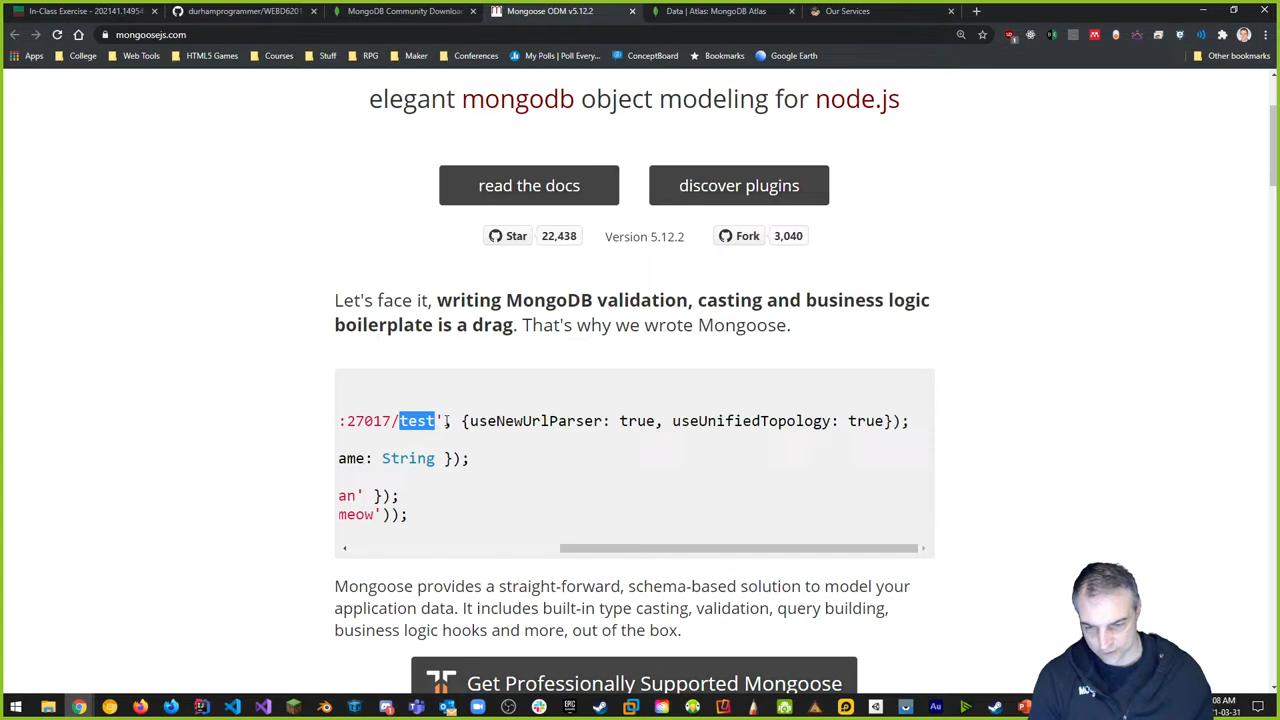 In-Class Exercise - 202141.14954
durhamprogrammer/WEBD6201
MongoDB Community Downloa
Mongoose ODM v5.12.2
Data | Atlas: MongoDB Atlas
Our Services
mongoosejs.com
Apps
College
Web Tools
HTML5 Games
Courses
Stuff
RPG
Maker
Conferences
My Polls | Poll Every...
ConceptBoard
Bookmarks
Google Earth
Other bookmarks
elegant mongodb object modeling for node.js
read the docs
discover plugins
Star 22,438
Version 5.12.2
Fork 3,040
Let's face it, writing MongoDB validation, casting and business logic
boilerplate is a drag. That's why we wrote Mongoose.
:27017/test', {useNewUrlParser: true, useUnifiedTopology: true});
ame: String });
an' });
meow'));
Mongoose provides a straight-forward, schema-based solution to model your
application data. It includes built-in type casting, validation, query building,
business logic hooks and more, out of the box.
Get Professionally Supported Mongoose
:08 AM